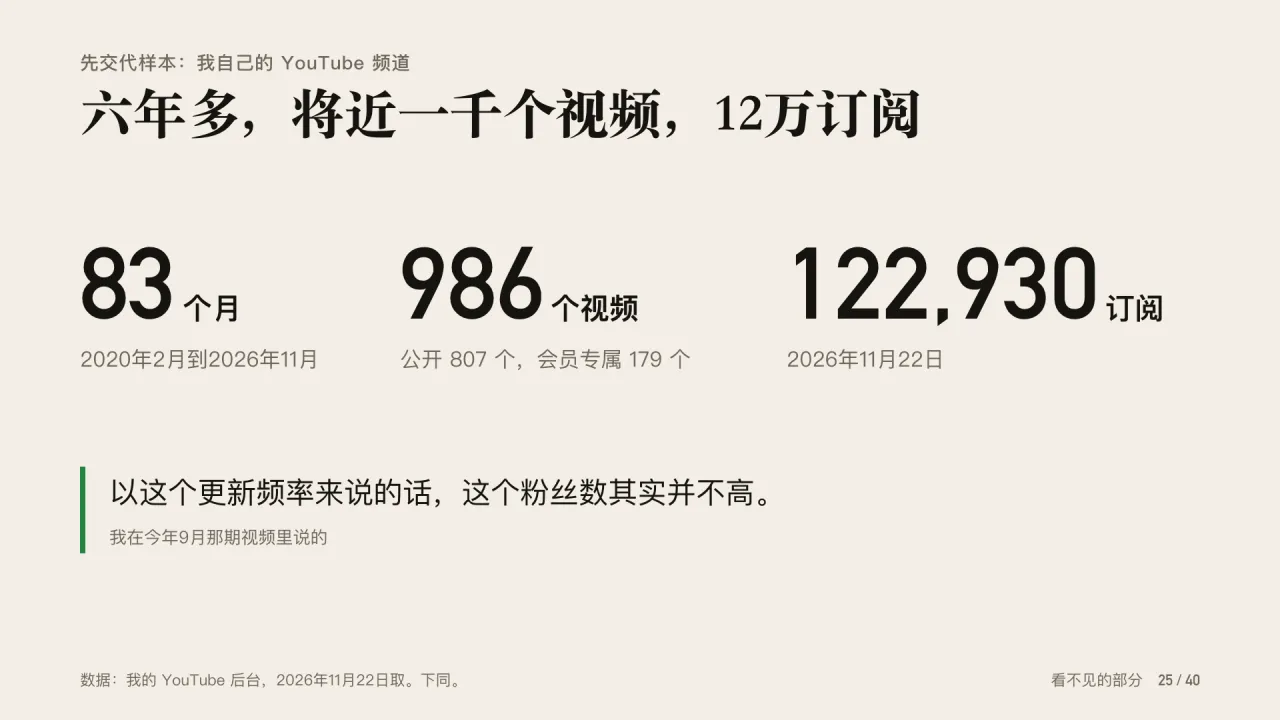 先交代样本：我自己的 YouTube 频道
六年多，将近一千个视频，12万订阅
83 个月
2020年2月到2026年11月
986 个视频
公开 807 个，会员专属 179 个
122,930 订阅
2026年11月22日
以这个更新频率来说的话，这个粉丝数其实并不高。
我在今年9月那期视频里说的
数据：我的 YouTube 后台，2026年11月22日取。下同。
看不见的部分 25 / 40